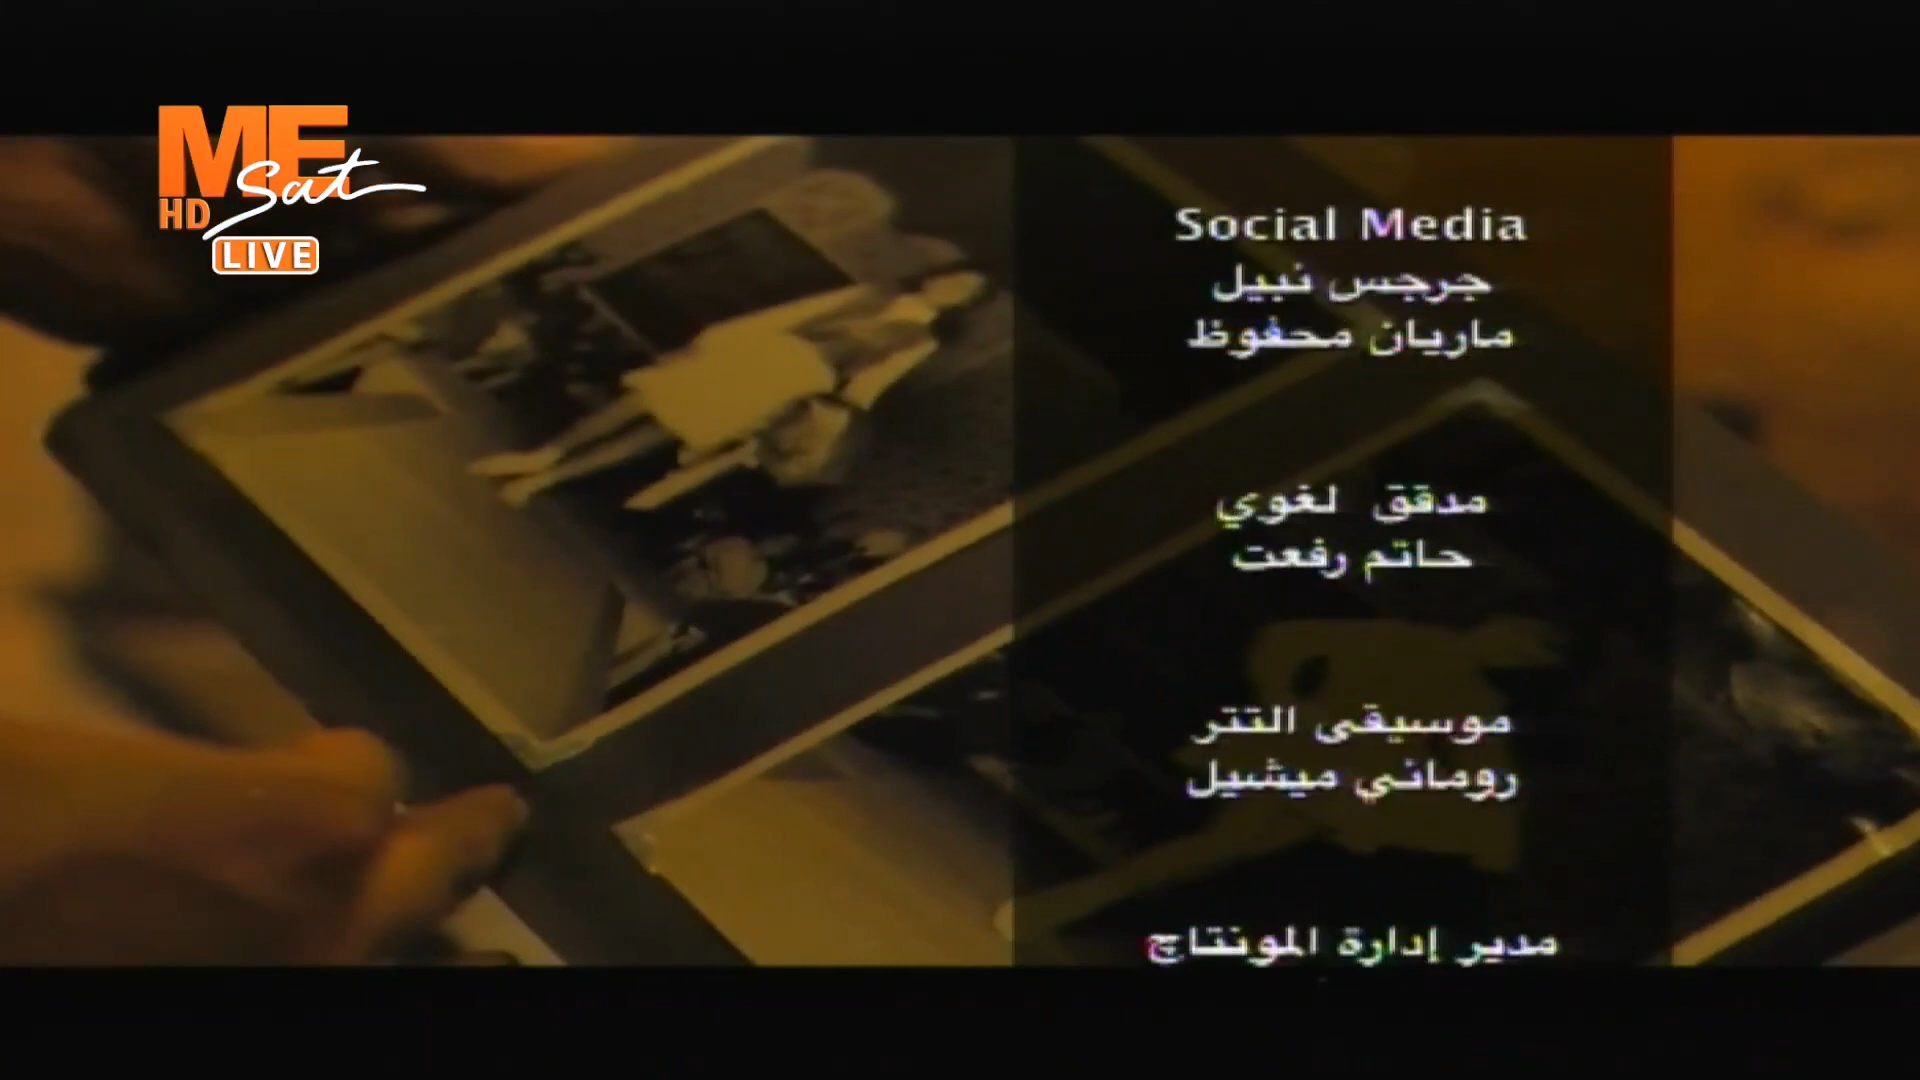 ME
Sat
HD
LIVE
Social Media
جرجس نبيل
ماريان محفوظ
مدقق لغوي
حاتم رفعت
موسيقى التتر
روماني ميشيل
مدير إدارة المونتاج